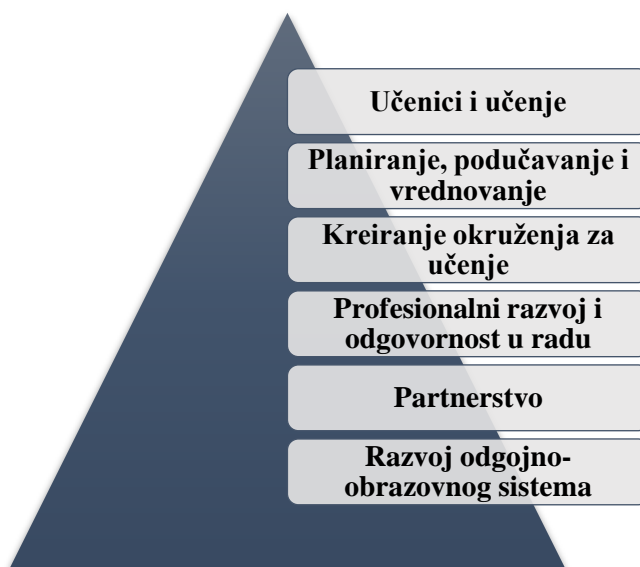 Učenici i učenje
Planiranje, podučavanje i
vrednovanje
Kreiranje okruženja za
učenje
Profesionalni razvoj i
odgovornost u radu
Partnerstvo
Razvoj odgojno-
obrazovnog sistema